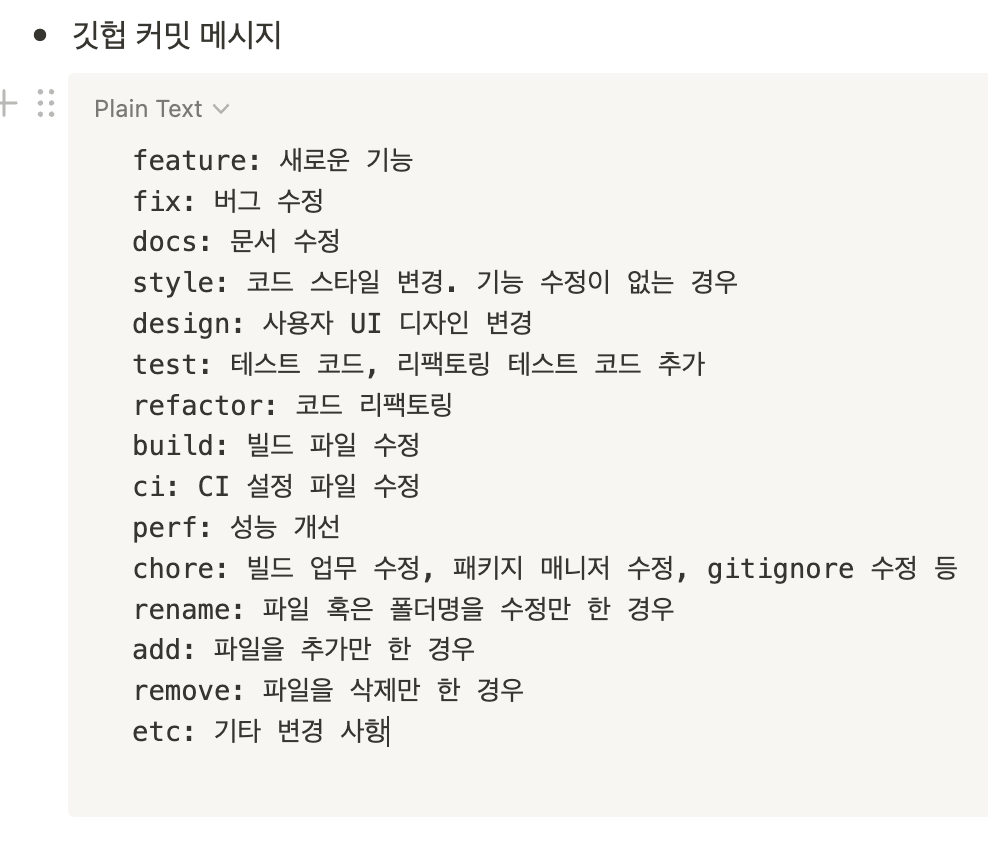 깃헙 커밋 메시지
Plain Text
feature: 새로운 기능
fix: 버그 수정
docs: 문서 수정
style: 코드 스타일 변경. 기능 수정이 없는 경우
design: 사용자 UI 디자인 변경
test: 테스트 코드, 리팩토링 테스트 코드 추가
refactor: 코드 리팩토링
build: 빌드 파일 수정
ci: CI 설정 파일 수정
perf: 성능 개선
chore: 빌드 업무 수정, 패키지 매니저 수정, gitignore 수정 등
rename: 파일 혹은 폴더명을 수정만 한 경우
add: 파일을 추가만 한 경우
remove: 파일을 삭제만 한 경우
etc: 기타 변경 사항